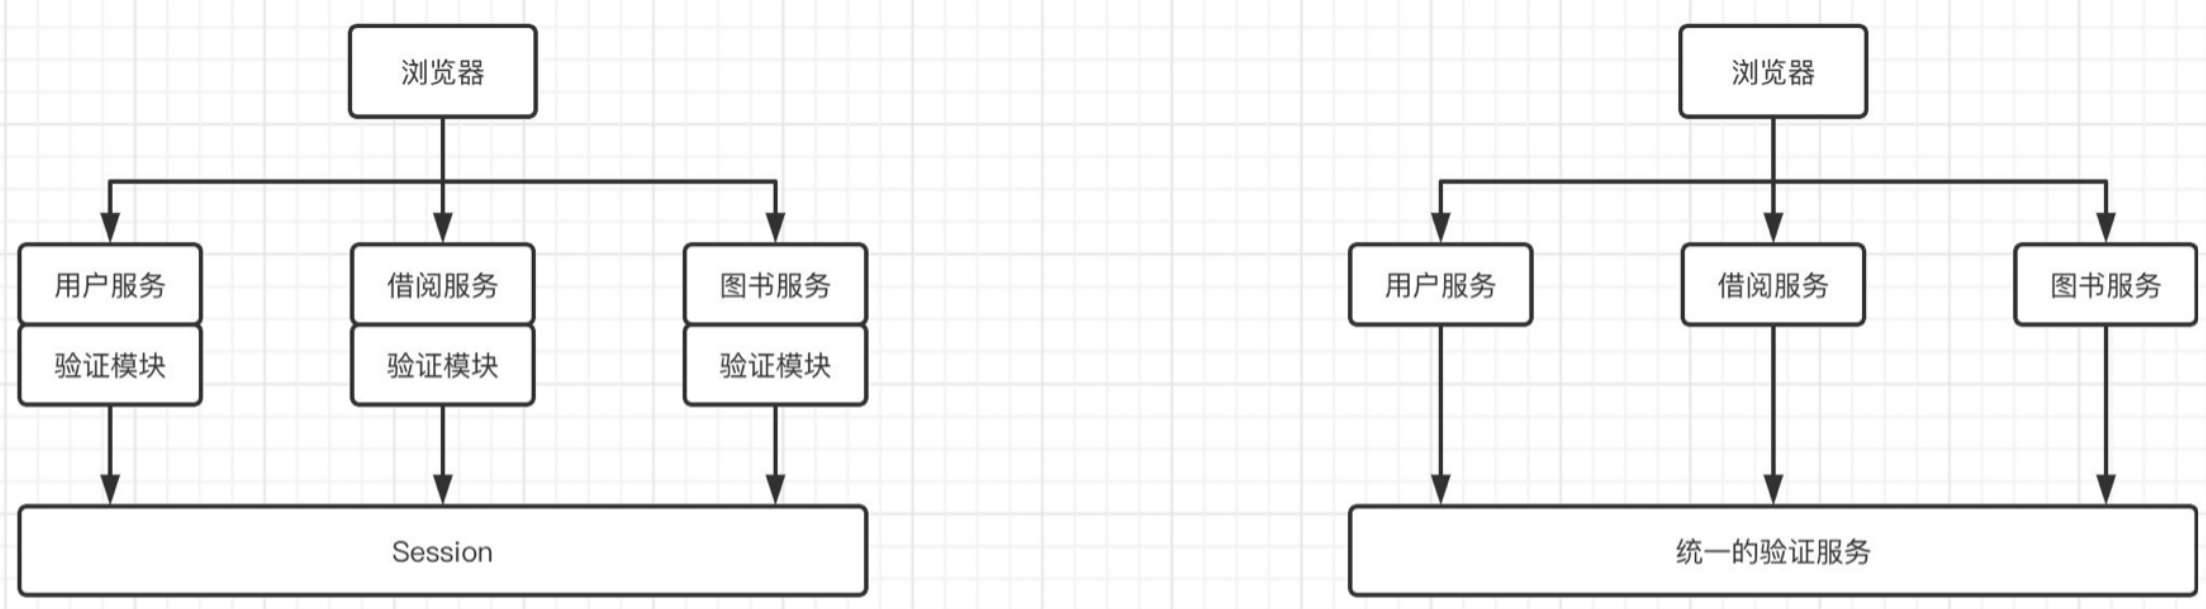 浏览器
用户服务
借阅服务
图书服务
验证模块
验证模块
验证模块
Session
浏览器
用户服务
借阅服务
图书服务
统一的验证服务